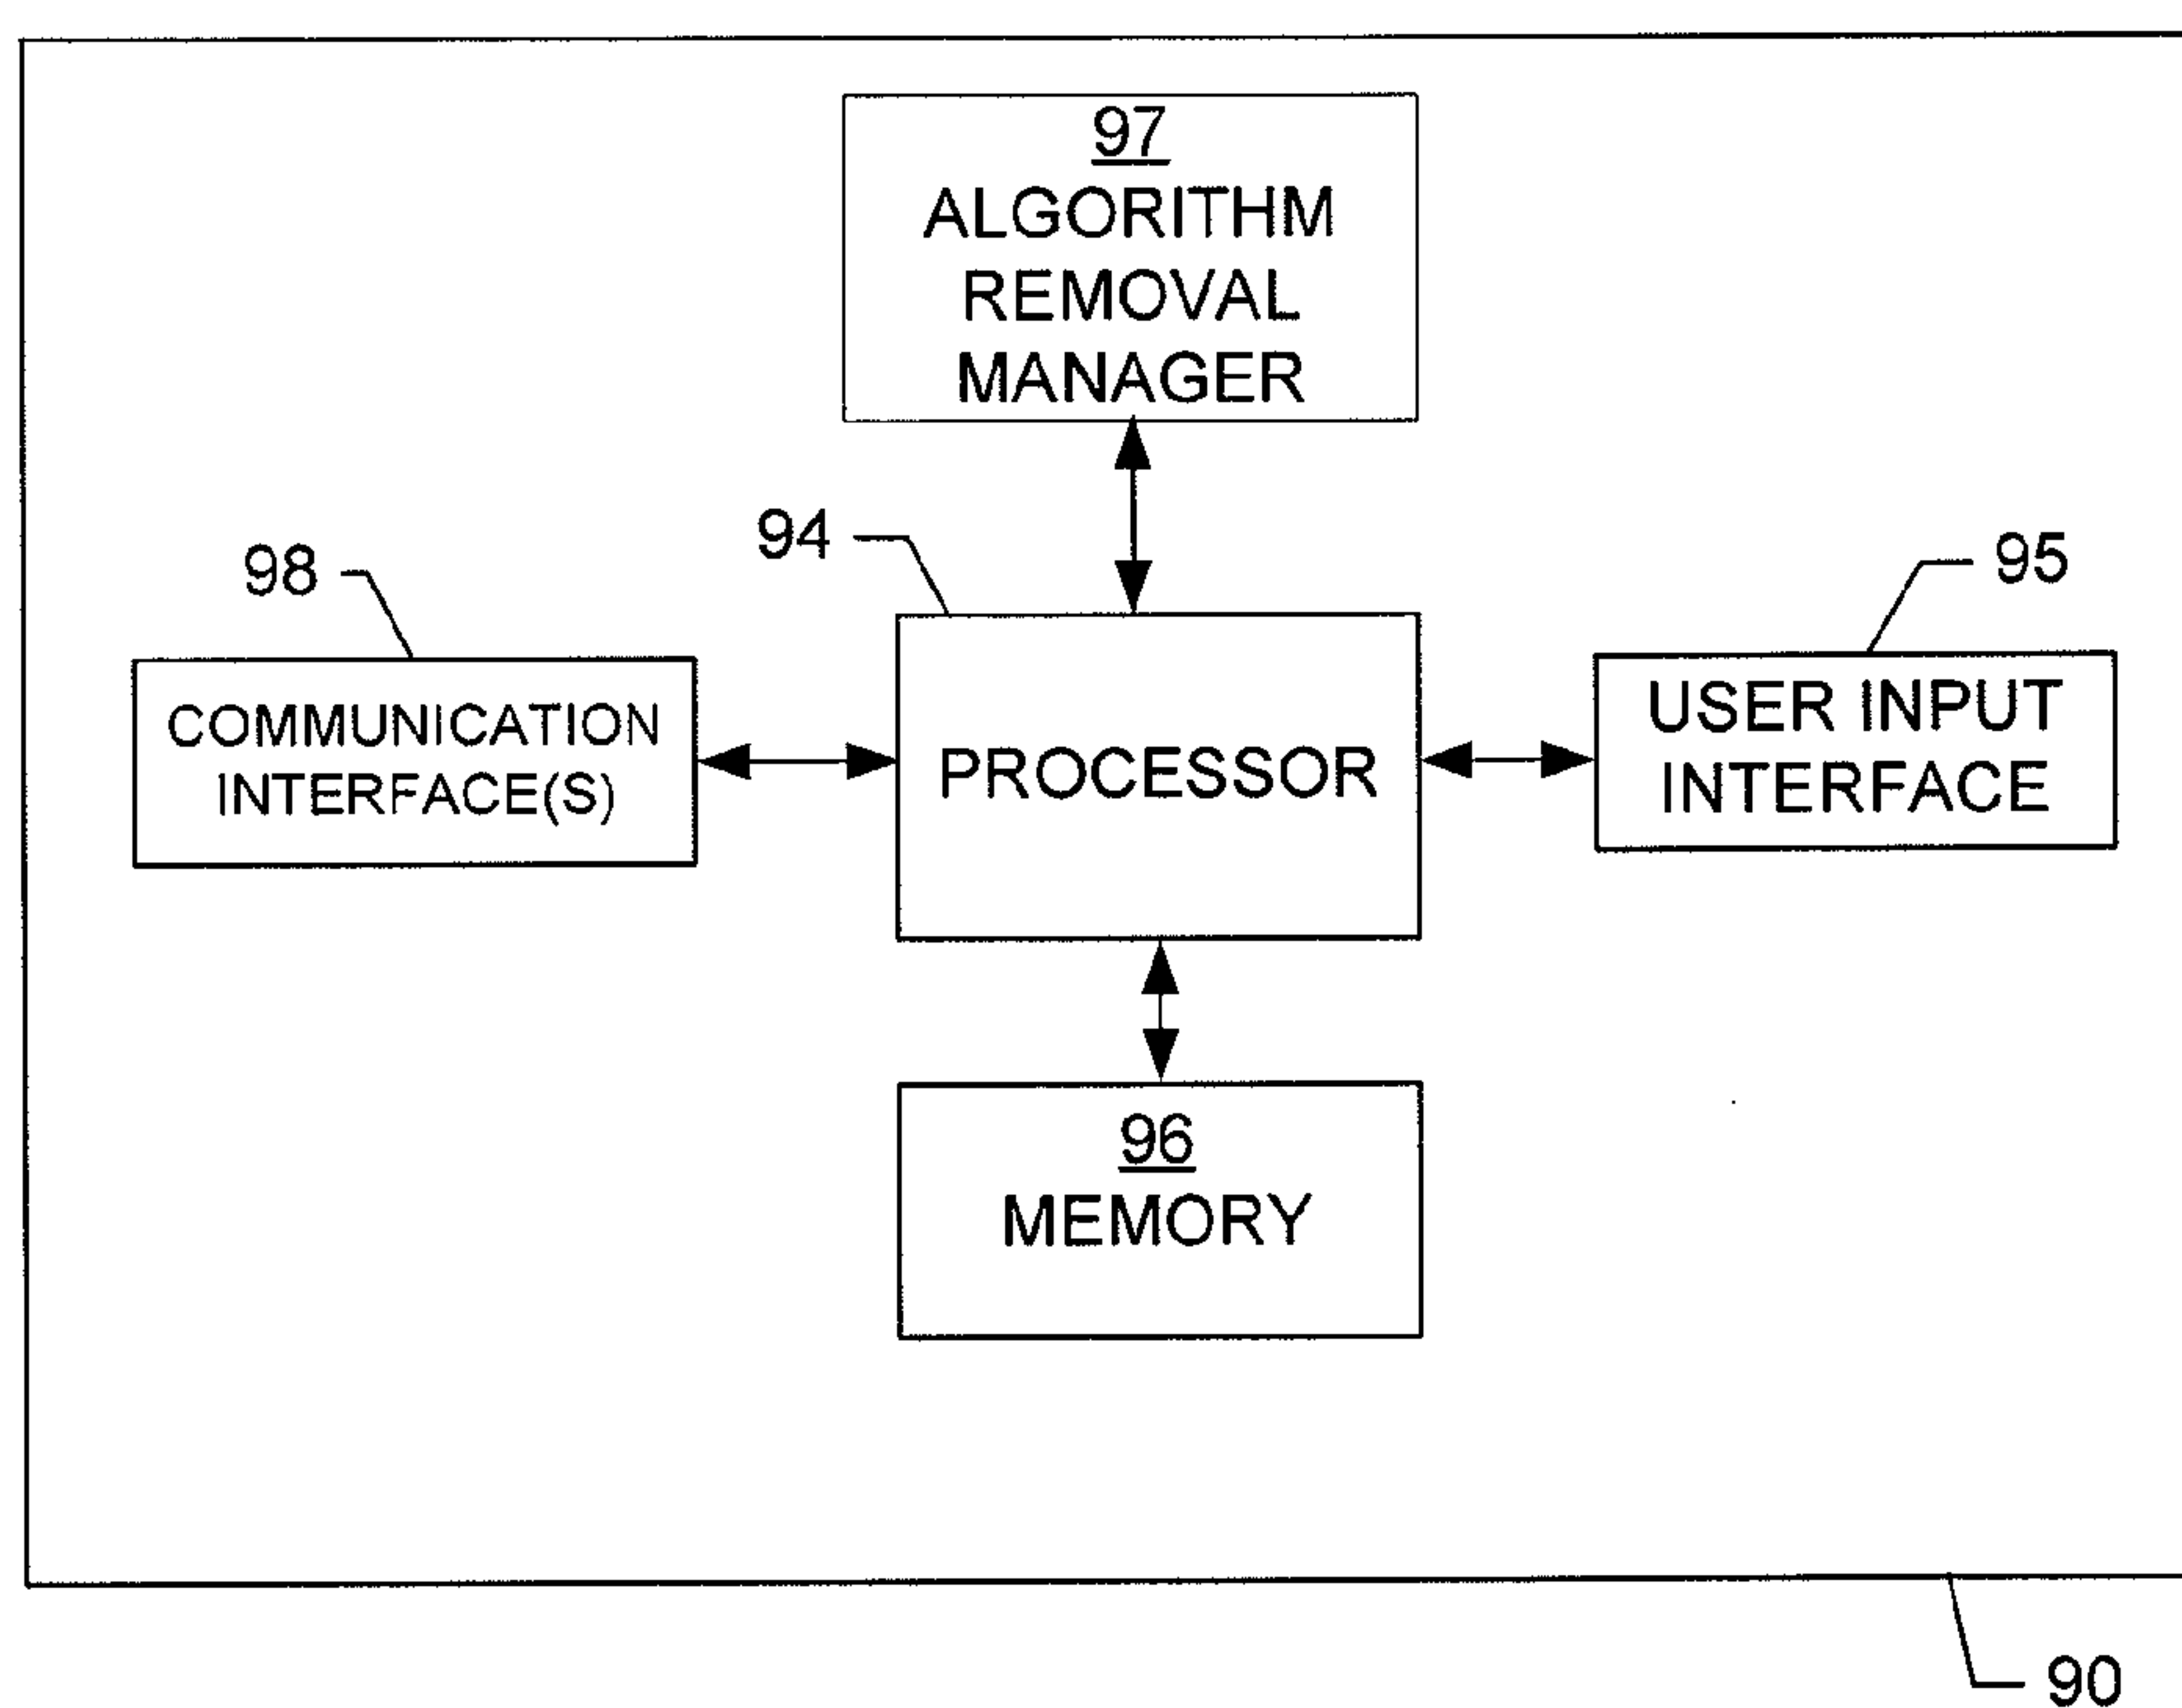 97
ALGORITHM
REMOVAL
MANAGER
94
98
95
COMMUNICATION
INTERFACE(S)
PROCESSOR
USER INPUT
INTERFACE
96
MEMORY
90